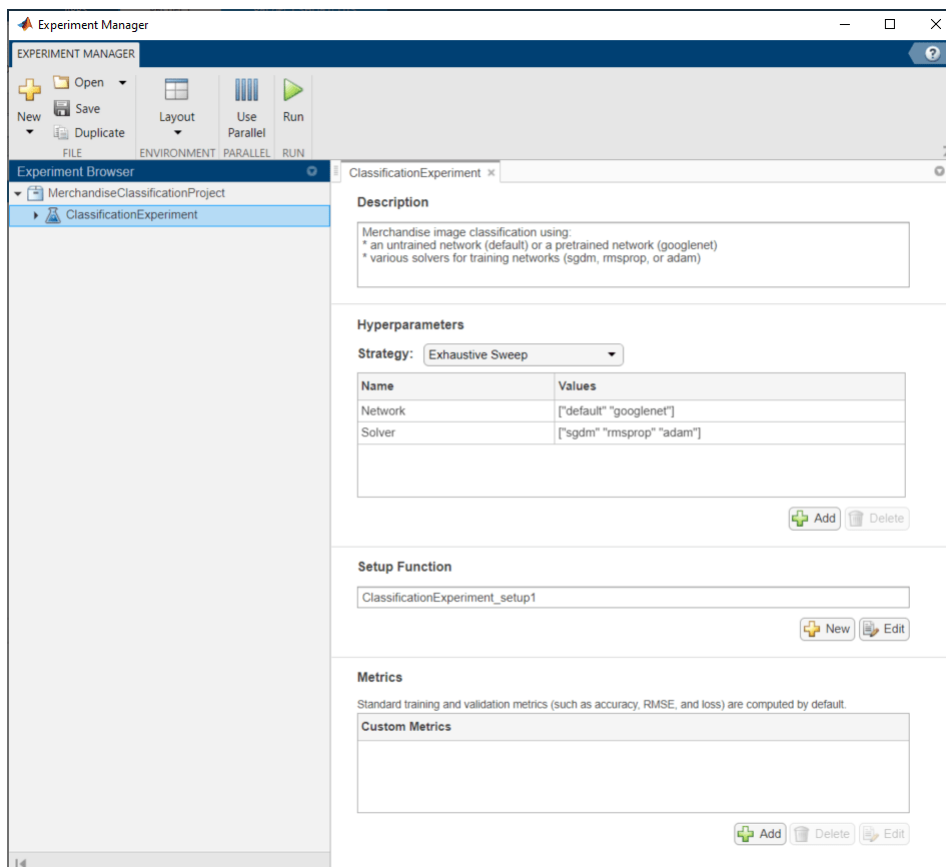 Experiment Manager
EXPERIMENT MANAGER
?
New
Open
Save
Duplicate
Layout
Use
Parallel
Run
FILE
ENVIRONMENT
PARALLEL
RUN
Experiment Browser
MerchandiseClassificationProject
ClassificationExperiment
ClassificationExperiment ×
Description
Merchandise image classification using:
* an untrained network (default) or a pretrained network (googlenet)
* various solvers for training networks (sgdm, rmsprop, or adam)
Hyperparameters
Strategy: Exhaustive Sweep
Name Values
Network ["default" "googlenet"]
Solver ["sgdm" "rmsprop" "adam"]
Add Delete
Setup Function
ClassificationExperiment_setup1
New Edit
Metrics
Standard training and validation metrics (such as accuracy, RMSE, and loss) are computed by default.
Custom Metrics
Add Delete Edit